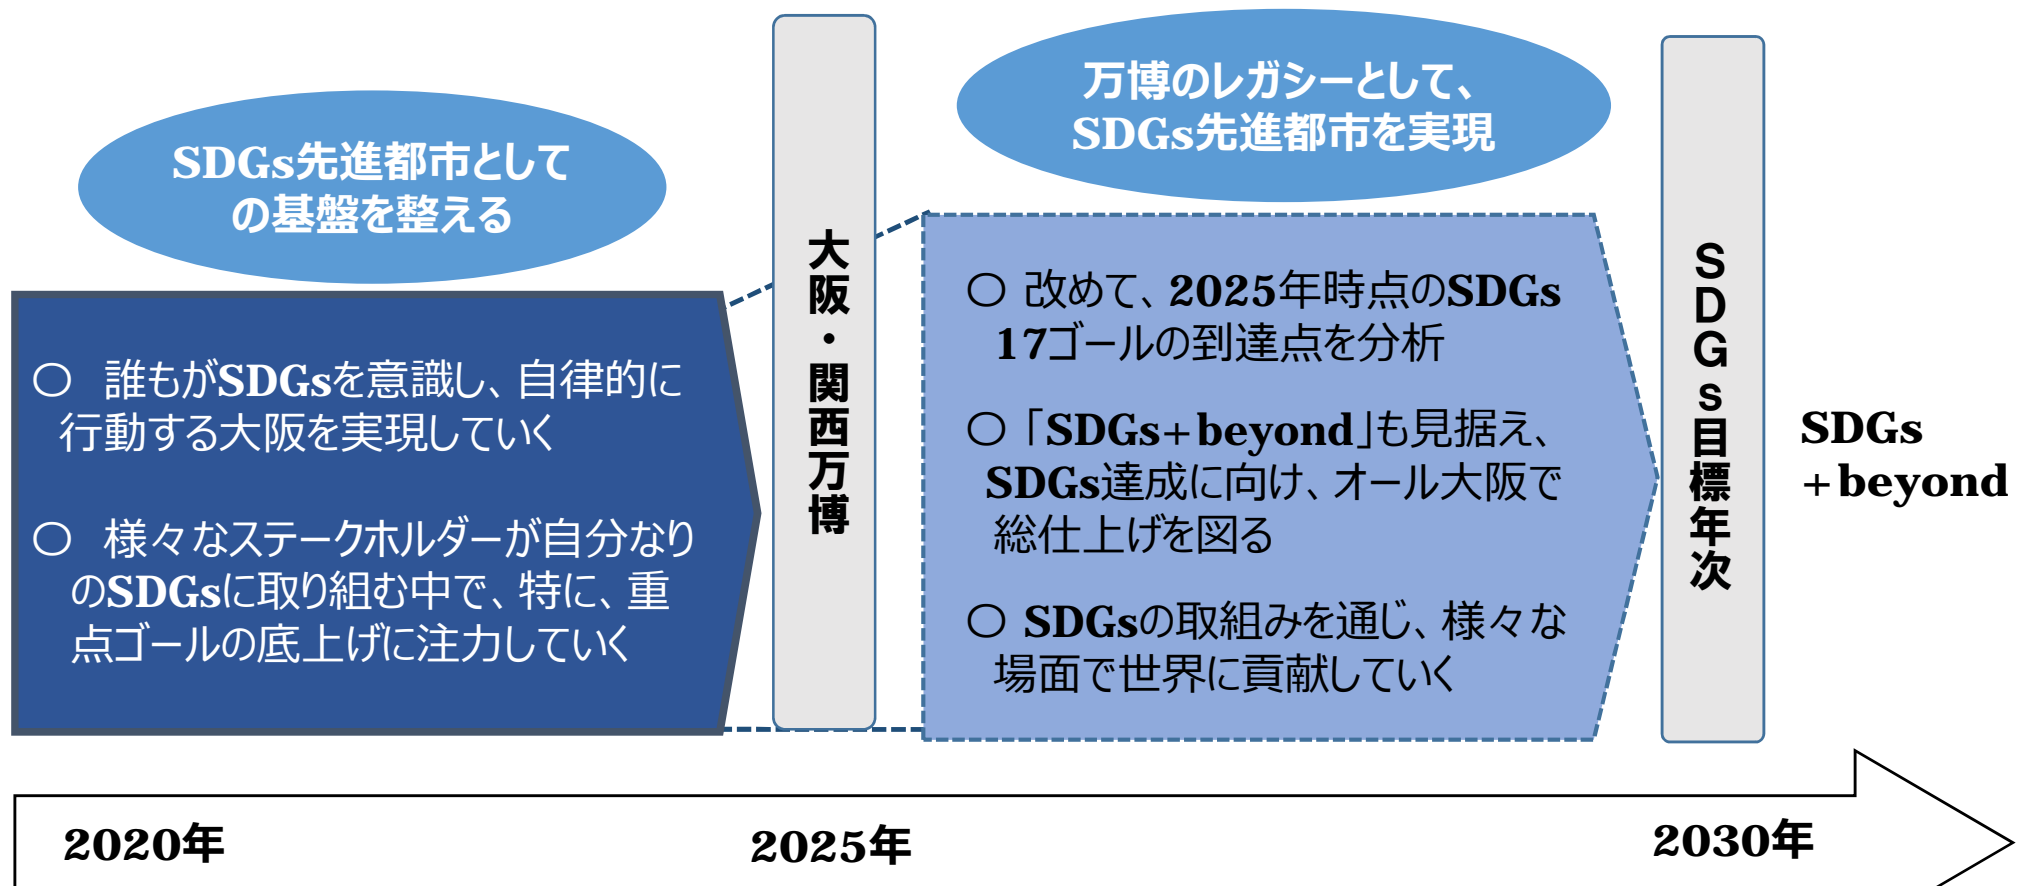 SDGs先進都市として
の基盤を整える
○ 誰もがSDGsを意識し、自律的に
行動する大阪を実現していく
○ 様々なステークホルダーが自分なり
のSDGsに取り組む中で、特に、重
点ゴールの底上げに注力していく
大阪・関西万博
万博のレガシーとして、
SDGs先進都市を実現
○ 改めて、2025年時点のSDGs
17ゴールの到達点を分析
○「SDGs+beyond」も見据え、
SDGs達成に向け、オール大阪で
総仕上げを図る
○ SDGsの取組みを通じ、様々な
場面で世界に貢献していく
SDGs目標年次
SDGs
+beyond
2020年
2025年
2030年